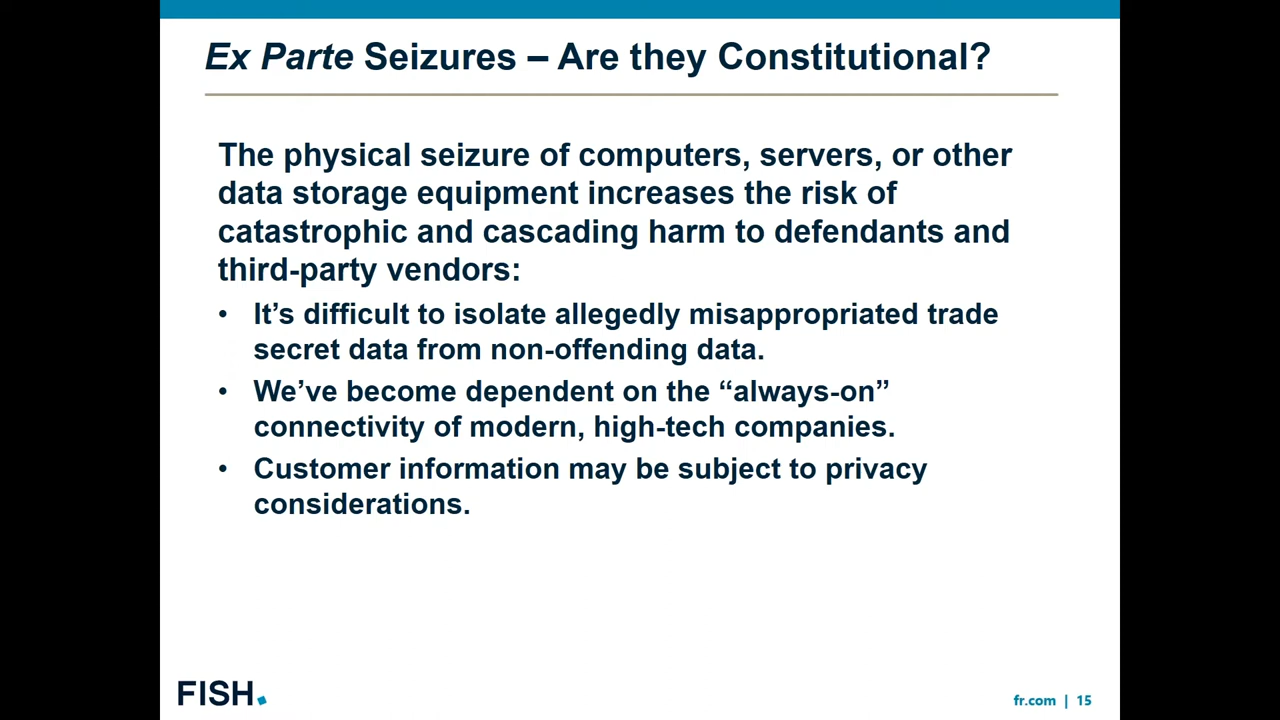 Ex Parte Seizures – Are they Constitutional?
The physical seizure of computers, servers, or other
data storage equipment increases the risk of
catastrophic and cascading harm to defendants and
third-party vendors:
• It’s difficult to isolate allegedly misappropriated trade
secret data from non-offending data.
• We’ve become dependent on the “always-on”
connectivity of modern, high-tech companies.
• Customer information may be subject to privacy
considerations.
FISH.
fr.com | 15